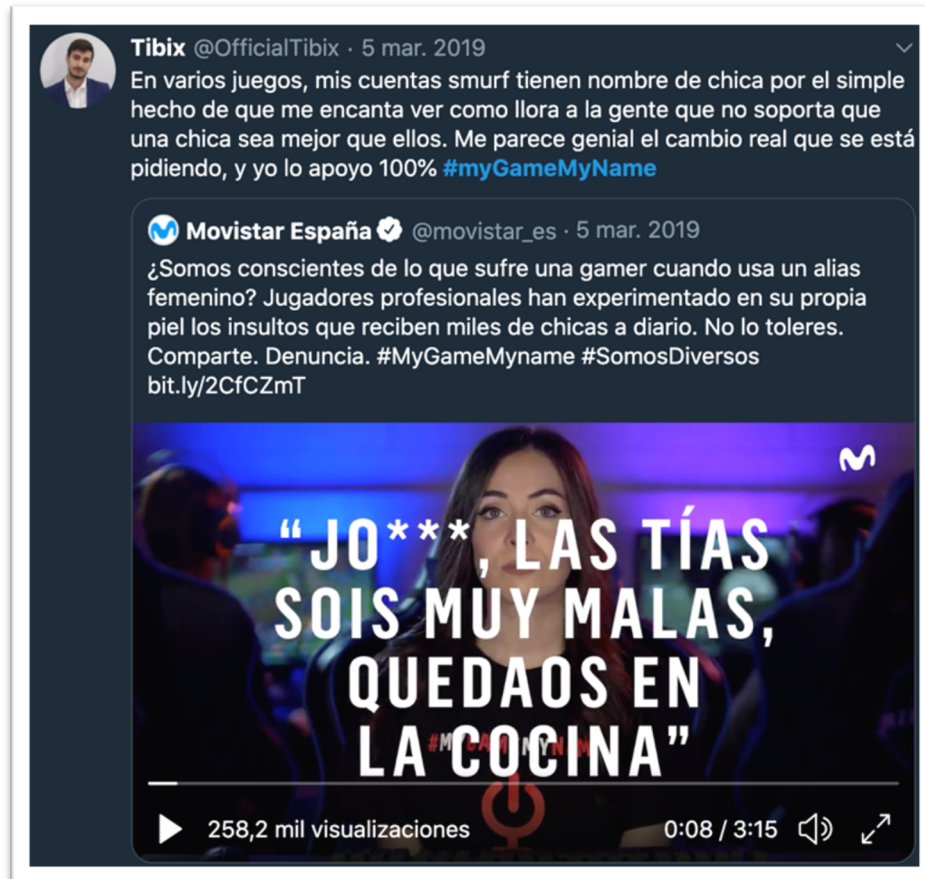 Tibix @OfficialTibix · 5 mar. 2019
En varios juegos, mis cuentas smurf tienen nombre de chica por el simple
hecho de que me encanta ver como llora a la gente que no soporta que
una chica sea mejor que ellos. Me parece genial el cambio real que se está
pidiendo, y yo lo apoyo 100% #myGameMyName
Movistar España @movistar_es · 5 mar. 2019
¿Somos conscientes de lo que sufre una gamer cuando usa un alias
femenino? Jugadores profesionales han experimentado en su propia
piel los insultos que reciben miles de chicas a diario. No lo toleres.
Comparte. Denuncia. #MyGameMyname #SomosDiversos
bit.ly/2CfCZmT
“JO***, LAS TÍAS
SOIS MUY MALAS,
QUEDAOS EN
LA COCINA”
258,2 mil visualizaciones
0:08 / 3:15